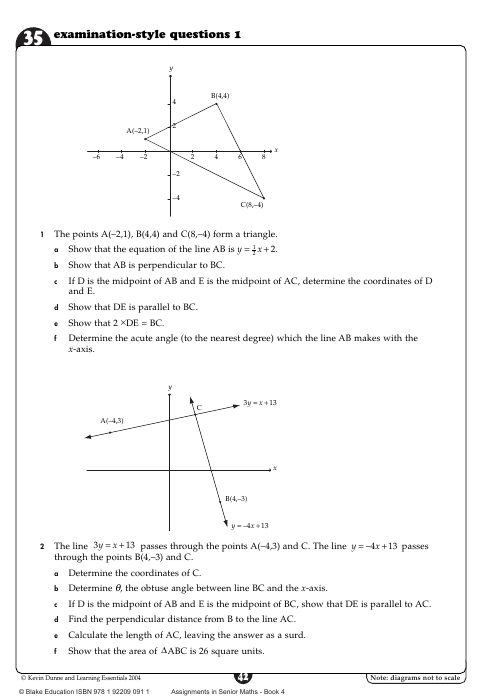 35 examination-style questions 1
y
B(4,4)
4
A(–2,1)
2
–6 –4 –2 2 4 6 8 x
–2
–4
C(8,–4)
1 The points A(–2,1), B(4,4) and C(8,–4) form a triangle.
a Show that the equation of the line AB is y = ½x + 2.
b Show that AB is perpendicular to BC.
c If D is the midpoint of AB and E is the midpoint of AC, determine the coordinates of D
and E.
d Show that DE is parallel to BC.
e Show that 2 ×DE = BC.
f Determine the acute angle (to the nearest degree) which the line AB makes with the
x-axis.
y
C
3y = x + 13
A(–4,3)
x
B(4,–3)
y = –4x + 13
2 The line 3y = x + 13 passes through the points A(–4,3) and C. The line y = –4x + 13 passes
through the points B(4,–3) and C.
a Determine the coordinates of C.
b Determine θ, the obtuse angle between line BC and the x-axis.
c If D is the midpoint of AB and E is the midpoint of BC, show that DE is parallel to AC.
d Find the perpendicular distance from B to the line AC.
e Calculate the length of AC, leaving the answer as a surd.
f Show that the area of ΔABC is 26 square units.
© Kevin Dunne and Learning Essentials 2004
42
Note: diagrams not to scale
© Blake Education ISBN 978 1 92209 091 1 Assignments in Senior Maths - Book 4